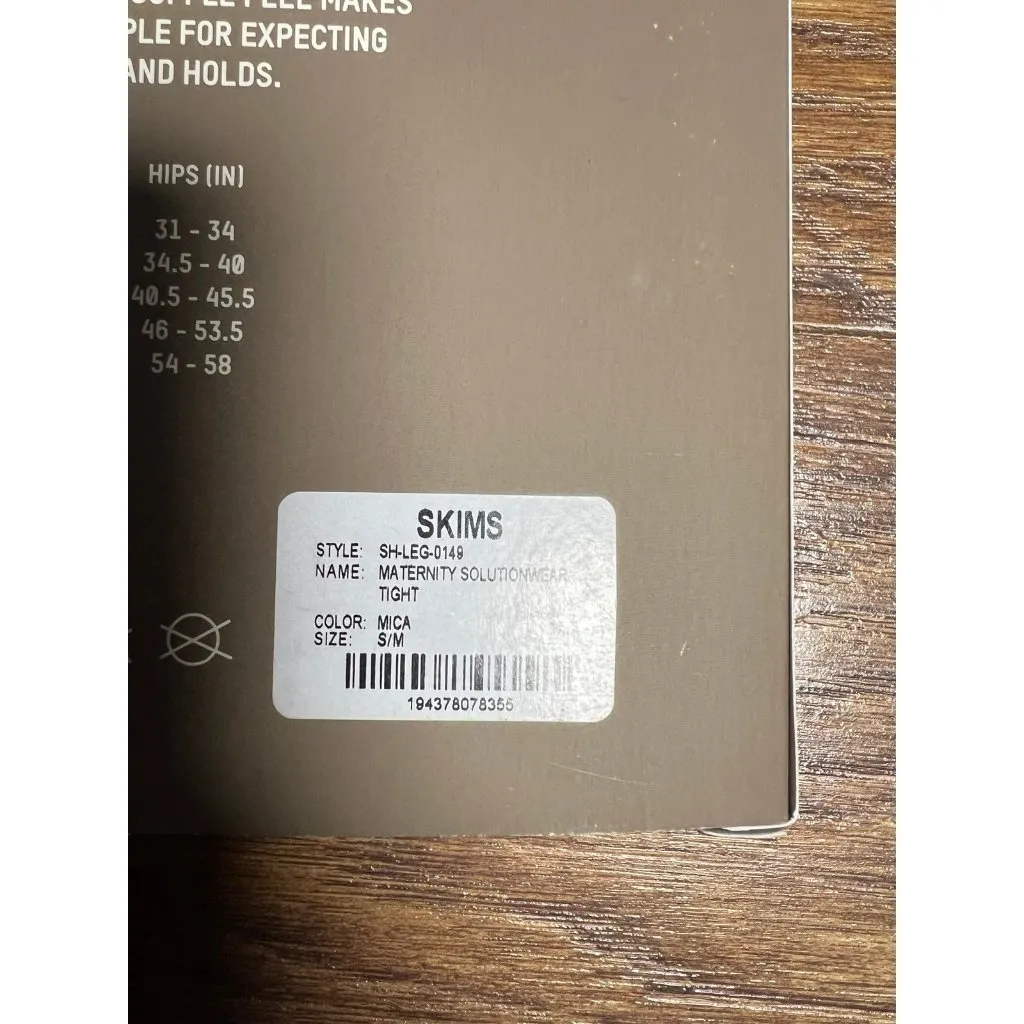 MAKES
FOR EXPECTING
AND HOLDS.
HIPS (IN)
31 - 34
34.5 - 40
40.5 - 45.5
46 - 53.5
54 - 58
SKIMS
STYLE: SH-LEG-0149
NAME: MATERNITY SOLUTIONWEAR
TIGHT
COLOR: MICA
SIZE: S/M
194378078355